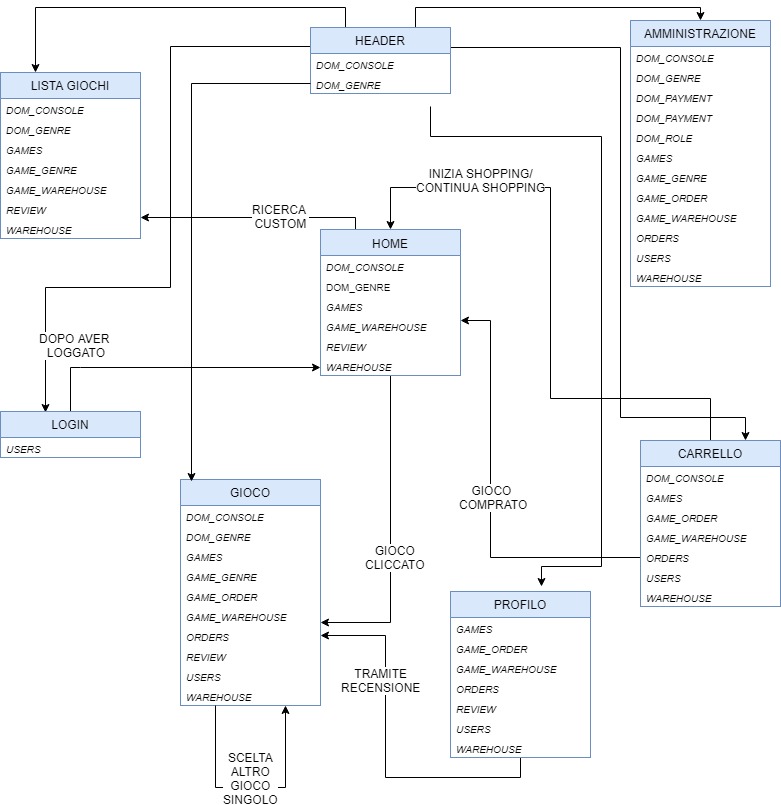 HEADER
DOM_CONSOLE
DOM_GENRE
AMMINISTRAZIONE
DOM_CONSOLE
DOM_GENRE
DOM_PAYMENT
DOM_PAYMENT
DOM_ROLE
GAMES
GAME_GENRE
GAME_ORDER
GAME_WAREHOUSE
ORDERS
USERS
WAREHOUSE
LISTA GIOCHI
DOM_CONSOLE
DOM_GENRE
GAMES
GAME_GENRE
GAME_WAREHOUSE
REVIEW
WAREHOUSE
INIZIA SHOPPING/
CONTINUA SHOPPING
RICERCA
CUSTOM
HOME
DOM_CONSOLE
DOM_GENRE
GAMES
GAME_WAREHOUSE
REVIEW
WAREHOUSE
DOPO AVER
LOGGATO
LOGIN
USERS
CARRELLO
DOM_CONSOLE
GAMES
GAME_ORDER
GAME_WAREHOUSE
ORDERS
USERS
WAREHOUSE
GIOCO
DOM_CONSOLE
DOM_GENRE
GAMES
GAME_GENRE
GAME_ORDER
GAME_WAREHOUSE
ORDERS
REVIEW
USERS
WAREHOUSE
GIOCO
COMPRATO
GIOCO
CLICCATO
PROFILO
GAMES
GAME_ORDER
GAME_WAREHOUSE
ORDERS
REVIEW
USERS
WAREHOUSE
TRAMITE
RECENSIONE
SCELTA
ALTRO
GIOCO
SINGOLO